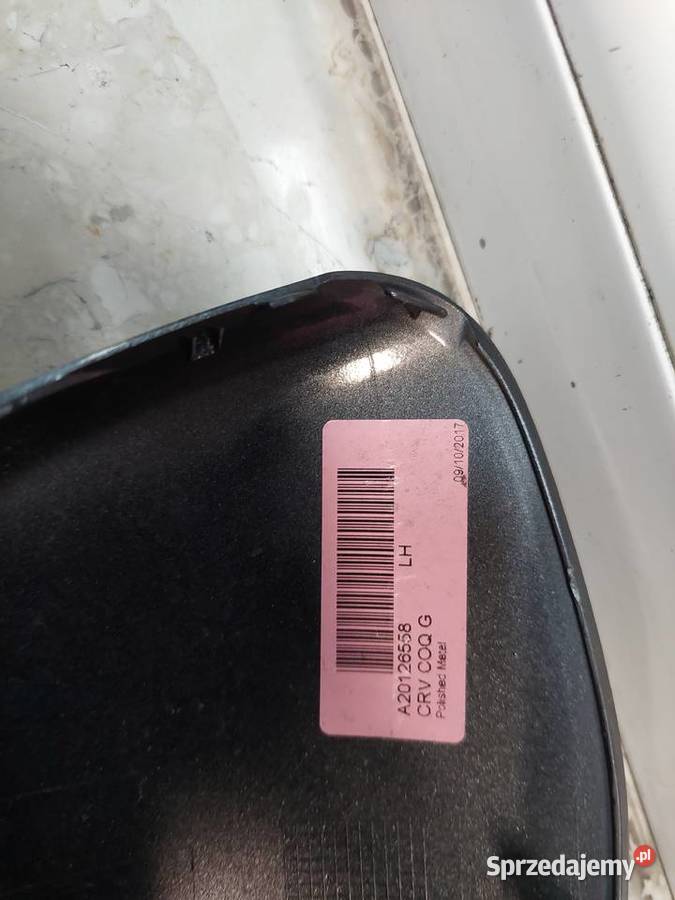 09/10/2017
LH
A20126558
CRV COQ G
Polished Metal
Sprzedajemy.pl